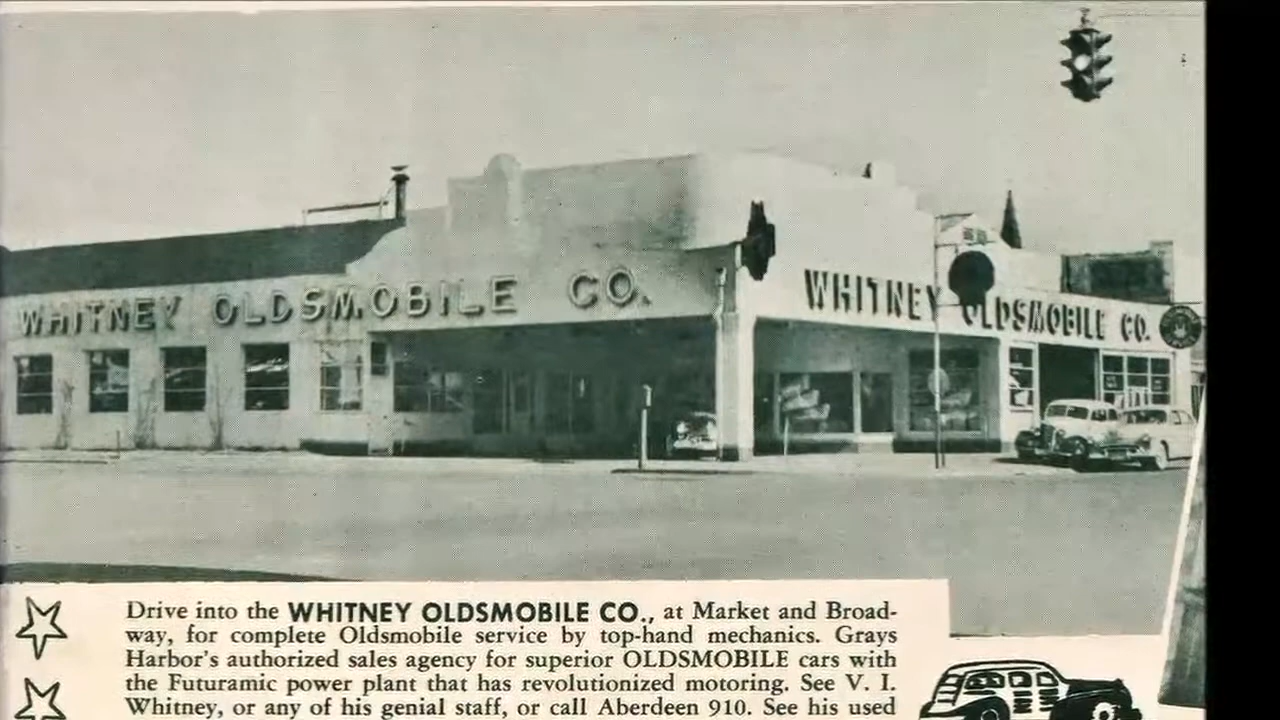 WHITNEY OLDSMOBILE CO.
WHITNEY OLDSMOBILE CO.
Drive into the WHITNEY OLDSMOBILE CO., at Market and Broad-
way, for complete Oldsmobile service by top-hand mechanics. Grays
Harbor's authorized sales agency for superior OLDSMOBILE cars with
the Futuramic power plant that has revolutionized motoring. See V. I.
Whitney, or any of his genial staff, or call Aberdeen 910. See his used